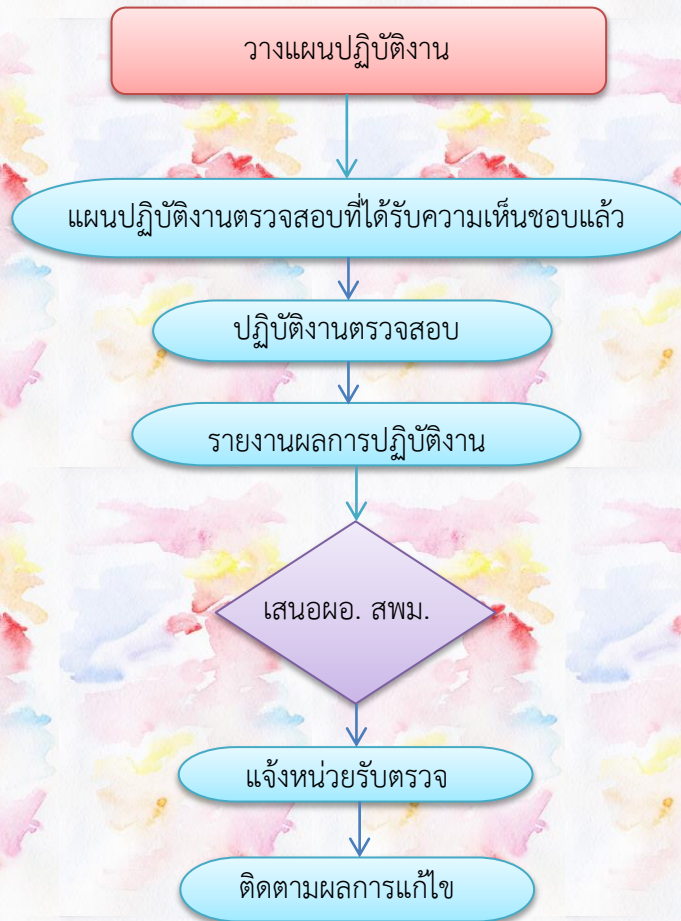 วางแผนปฏิบัติงาน
แผนปฏิบัติงานตรวจสอบที่ได้รับความเห็นชอบแล้ว
ปฏิบัติงานตรวจสอบ
รายงานผลการปฏิบัติงาน
เสนอผอ. สพม.
แจ้งหน่วยรับตรวจ
ติดตามผลการแก้ไข